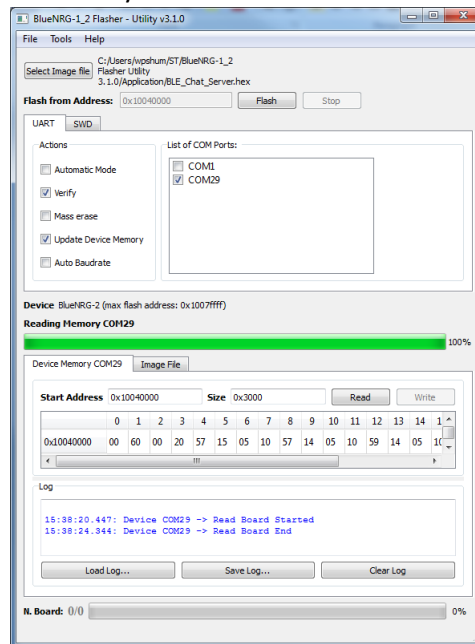 BlueNRG-1_2 Flasher - Utility v3.1.0
File Tools Help
Select Image file
C:/Users/wpshum/ST/BlueNRG-1_2
Flasher Utility
3.1.0/Application/BLE_Chat_Server.hex
Flash from Address: 0x10040000 Flash Stop
UART SWD
Actions List of COM Ports:
Automatic Mode COM1
COM29
Verify
Mass erase
Update Device Memory
Auto Baudrate
Device BlueNRG-2 (max flash address: 0x1007ffff)
Reading Memory COM29
100%
Device Memory COM29 Image File
Start Address 0x10040000 Size 0x3000 Read Write
0 1 2 3 4 5 6 7 8 9 10 11 12 13 14
0x10040000 00 60 00 20 57 15 05 10 57 14 05 10 59 14 05
Log
15:38:20.447: Device COM29 -> Read Board Started
15:38:24.344: Device COM29 -> Read Board End
Load Log... Save Log... Clear Log
N. Board: 0/0 0%